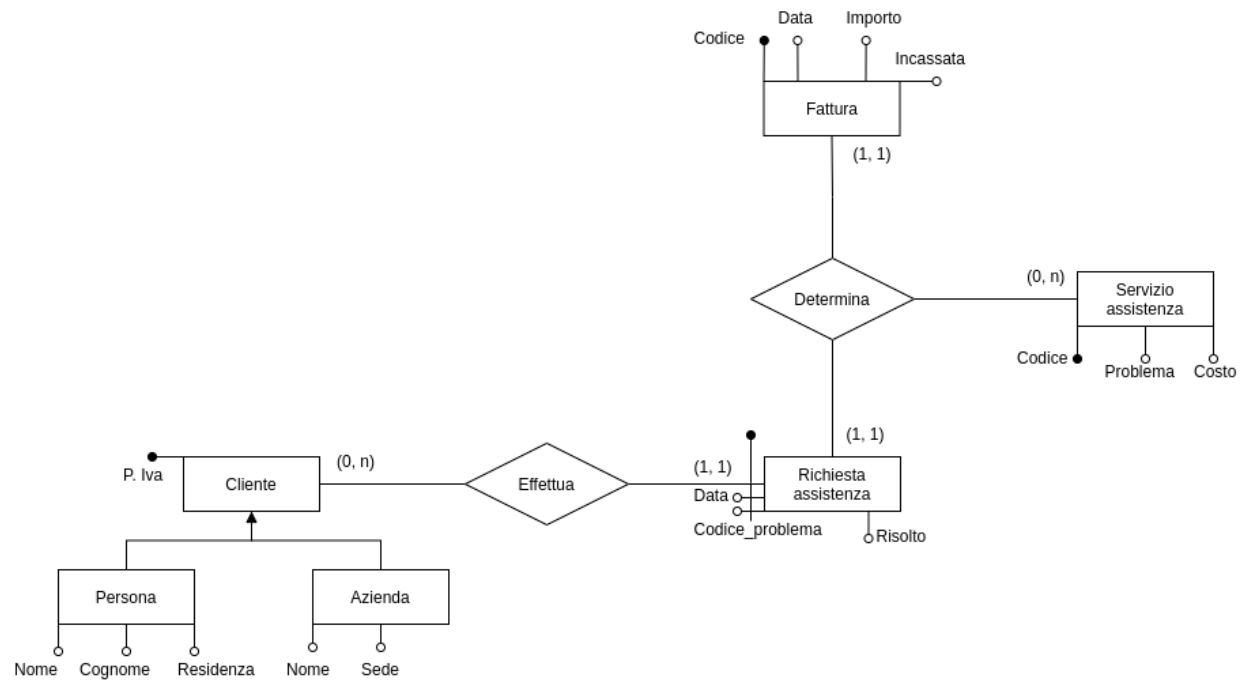 Data
Importo
Codice
Incassata
Fattura
(1, 1)
(0, n)
Servizio
assistenza
Determina
Codice
Problema
Costo
(1, 1)
(0, n)
(1, 1)
P. Iva
Cliente
Effettua
Richiesta
assistenza
Data
Codice_problema
Risolto
Persona
Azienda
Nome
Cognome
Residenza
Nome
Sede